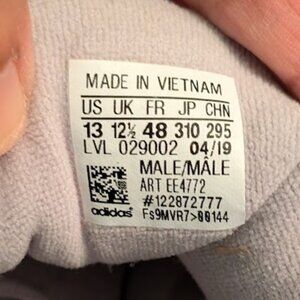 MADE IN VIETNAM
US UK FR JP CHN
13 12½ 48 310 295
LVL 029002 04/19
MALE/MÂLE
ART EE4772
#122872777
adidas Fs9MVR7>00144